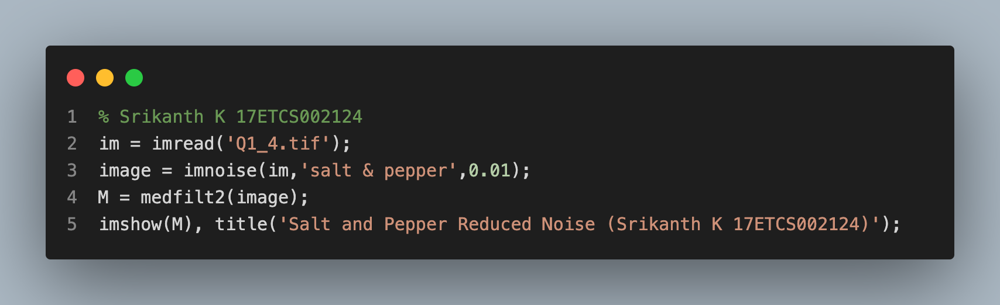 1 % Srikanth K 17ETCS002124
2 im = imread('Q1_4.tif');
3 image = imnoise(im,'salt & pepper',0.01);
4 M = medfilt2(image);
5 imshow(M), title('Salt and Pepper Reduced Noise (Srikanth K 17ETCS002124)');